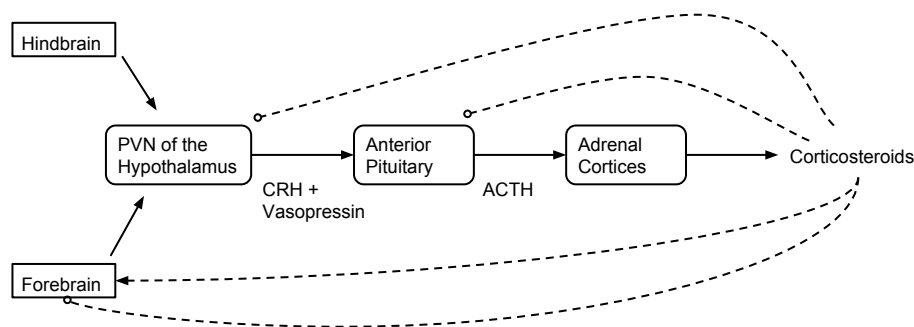 Hindbrain
PVN of the
Hypothalamus
Anterior
Pituitary
Adrenal
Cortices
Corticosteroids
CRH +
Vasopressin
ACTH
Forebrain